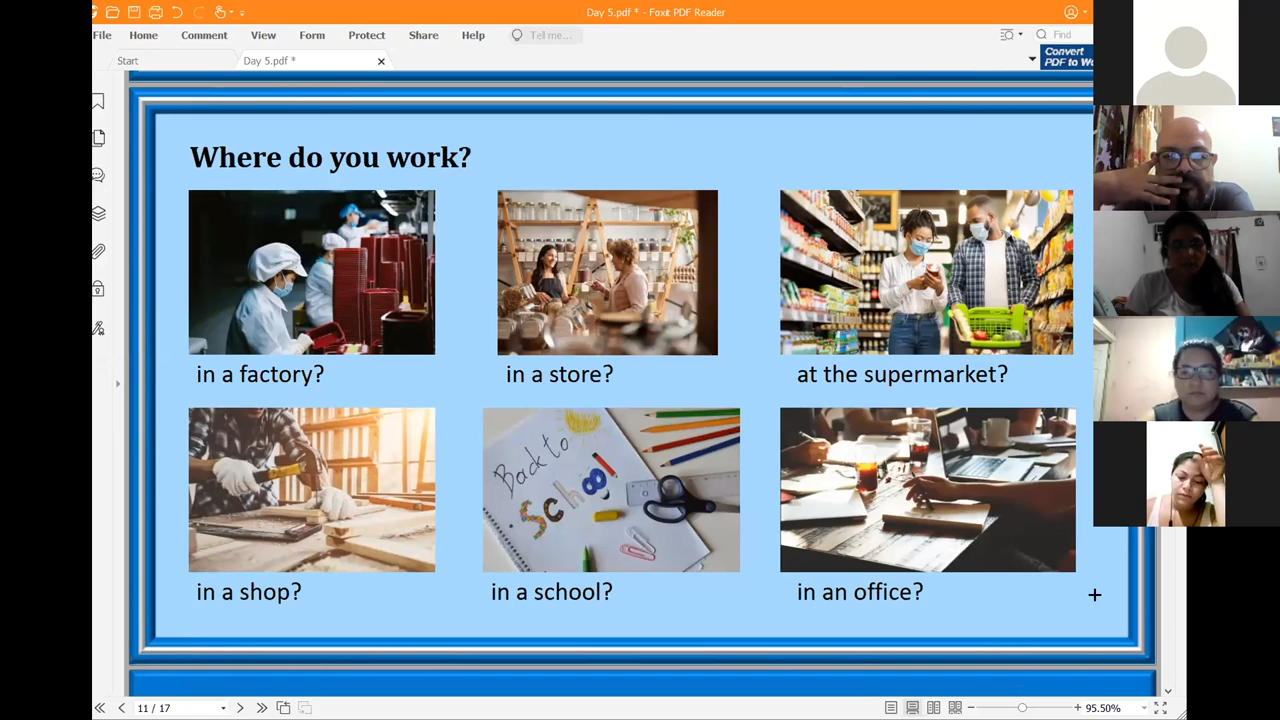 Day 5.pdf * - Foxit PDF Reader
File Home Comment View Form Protect Share Help Tell me... Find
Start Day 5.pdf *
Convert
PDF to Wo
Where do you work?
in a factory? in a store? at the supermarket?
Back to
School
in a shop? in a school? in an office?
11 / 17 95.50%